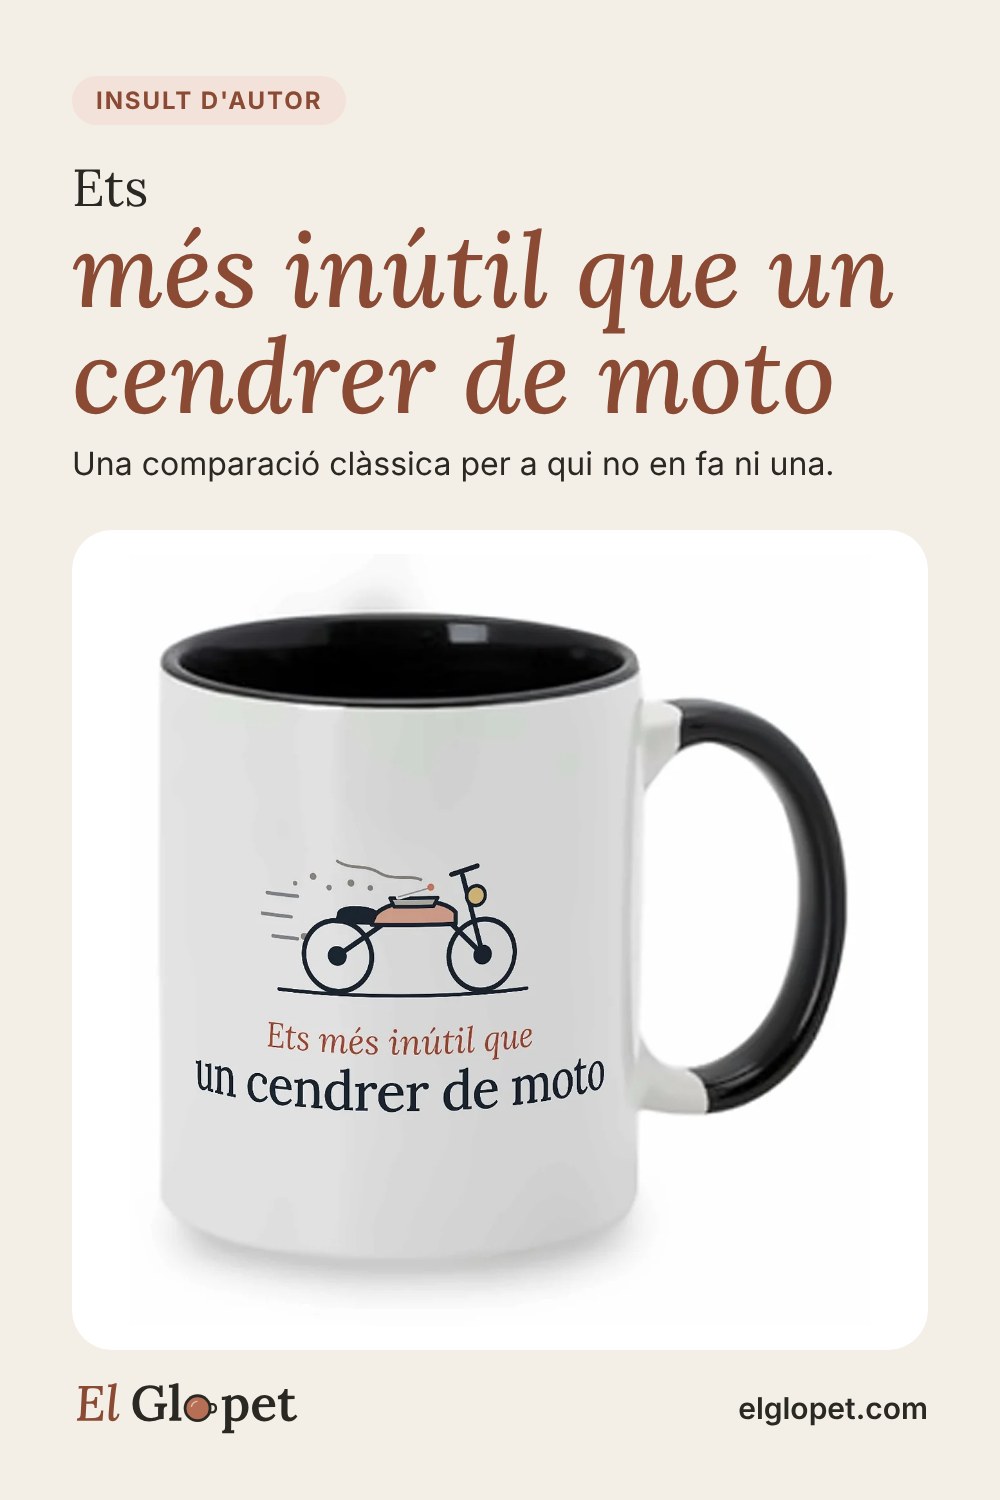 INSULT D'AUTOR
Ets
més inútil que un
cendrer de moto
Una comparació clàssica per a qui no en fa ni una.
Ets més inútil que
un cendrer de moto
El Glopet
elglopet.com